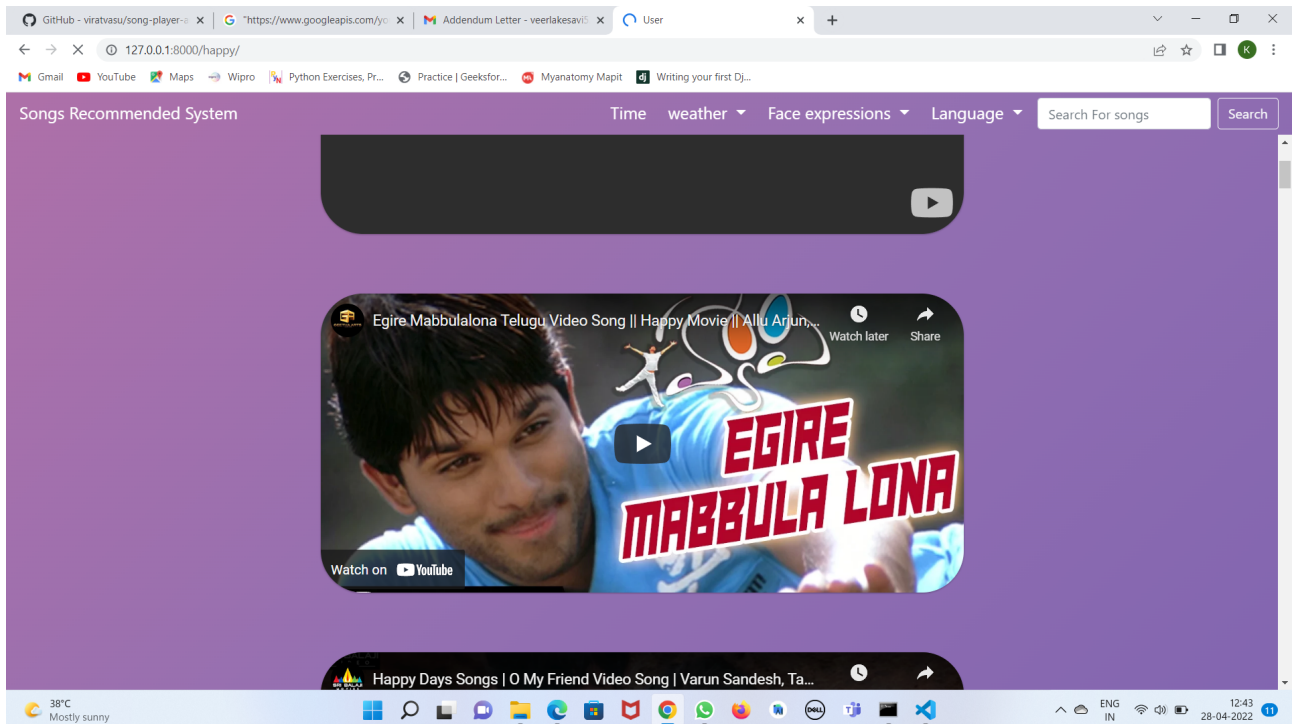 GitHub - viratvasu/song-player-a
"https://www.googleapis.com/yo
Addendum Letter - veerlakesavi
User
127.0.0.1:8000/happy/
K
Gmail
YouTube
Maps
Wipro
Python Exercises, Pr...
Practice | Geeksfor...
Myanatomy Mapit
dj
Writing your first Dj...
Songs Recommended System
Time
weather
Face expressions
Language
Search For songs
Search
Egire Mabbulalona Telugu Video Song || Happy Movie || Allu Arjun,...
Watch later
Share
EGIRE
MABBULA LONA
Watch on YouTube
SRI BALAJI
Happy Days Songs | O My Friend Video Song | Varun Sandesh, Ta...
38°C
Mostly sunny
DELL
ENG
IN
12:43
28-04-2022
11